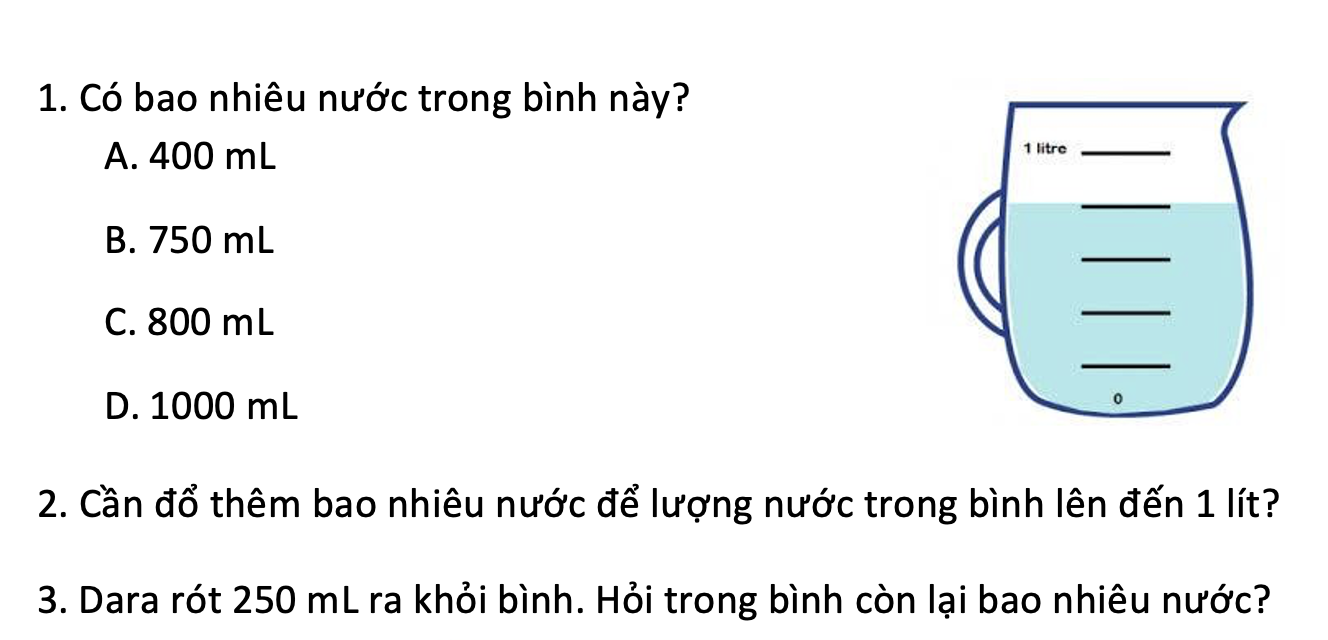 1. Có bao nhiêu nước trong bình này?
A. 400 mL
B. 750 mL
C. 800 mL
D. 1000 mL
1 litre
0
2. Cần đổ thêm bao nhiêu nước để lượng nước trong bình lên đến 1 lít?
3. Dara rót 250 mL ra khỏi bình. Hỏi trong bình còn lại bao nhiêu nước?